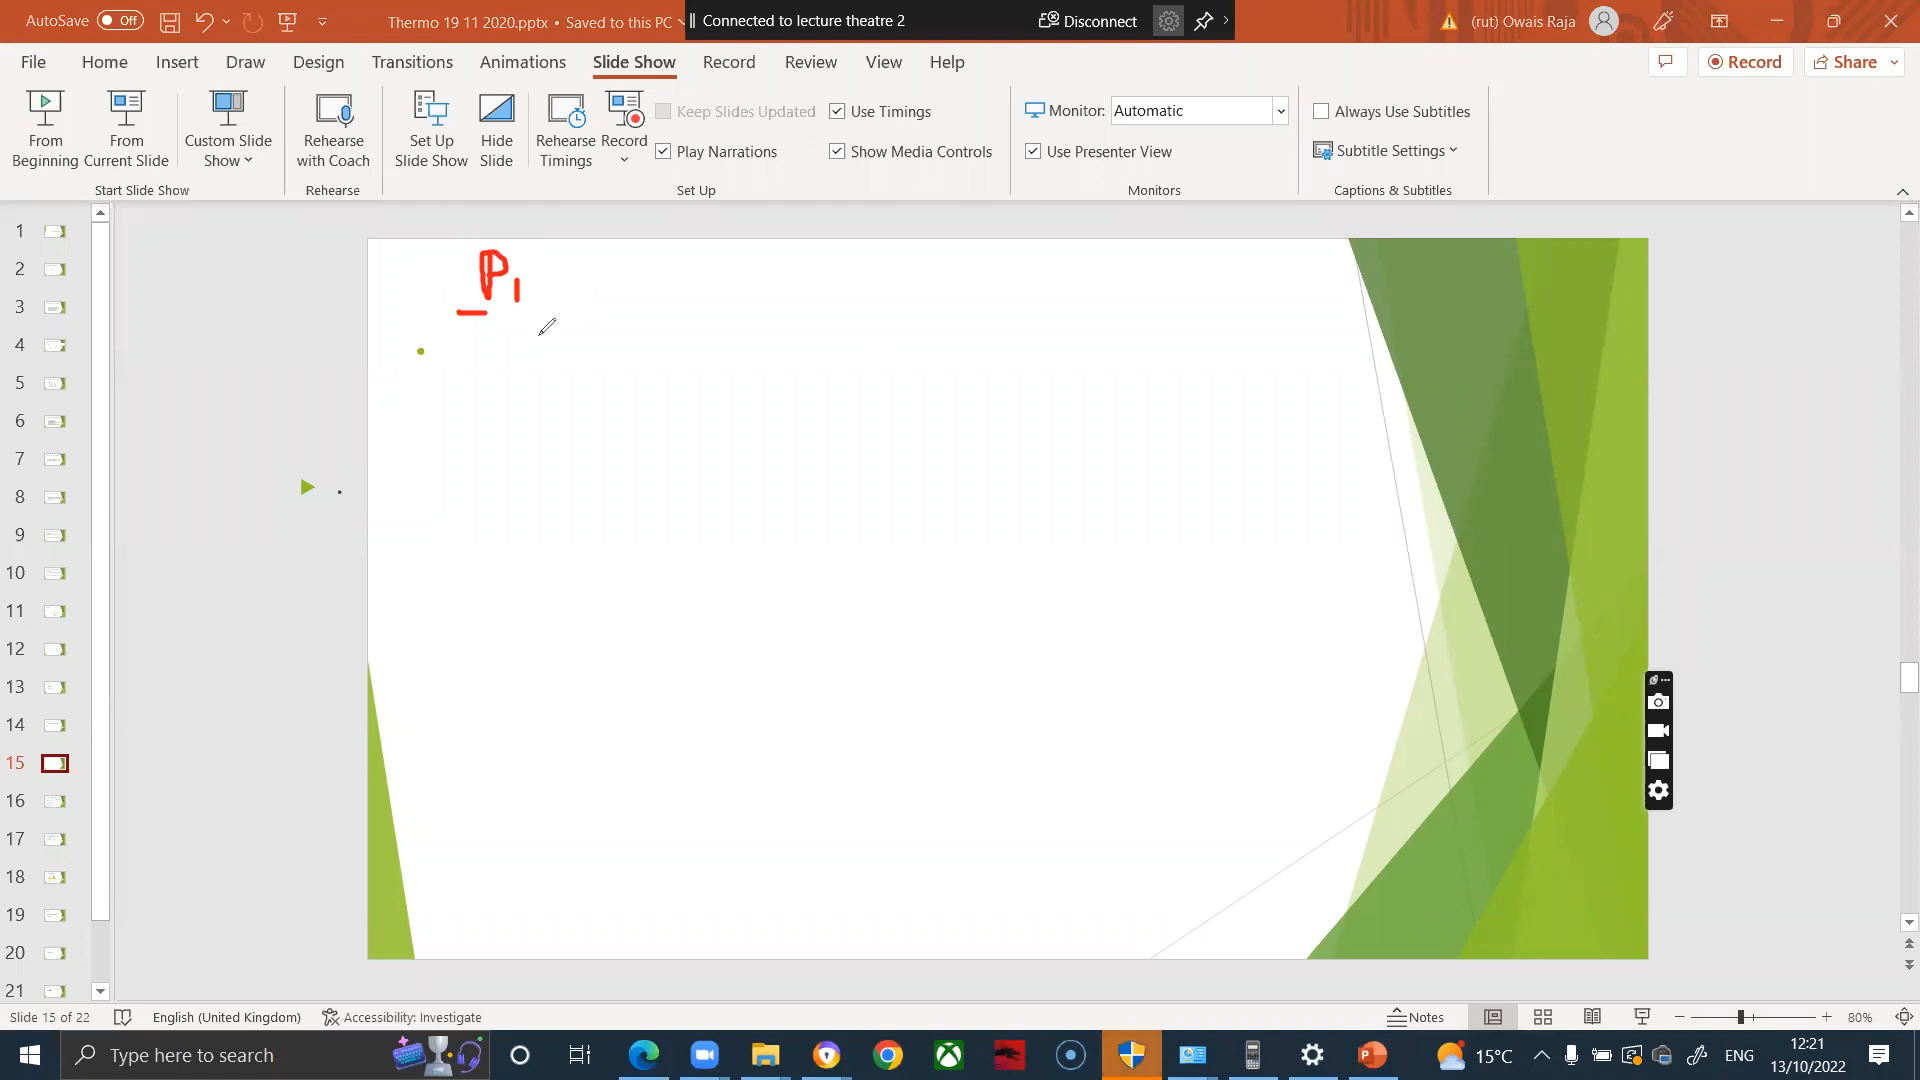 AutoSave Off Thermo 19 11 2020.pptx • Saved to this PC Connected to lecture theatre 2 Disconnect (rut) Owais Raja
File Home Insert Draw Design Transitions Animations Slide Show Record Review View Help Record Share
From Beginning
From Current Slide
Custom Slide Show
Start Slide Show
Rehearse with Coach
Rehearse
Set Up Slide Show
Hide Slide
Rehearse Timings
Record
Keep Slides Updated
Play Narrations
Use Timings
Show Media Controls
Set Up
Monitor: Automatic
Use Presenter View
Monitors
Always Use Subtitles
Subtitle Settings
Captions & Subtitles
P1
1
2
3
4
5
6
7
8
9
10
11
12
13
14
15
16
17
18
19
20
21
Slide 15 of 22 English (United Kingdom) Accessibility: Investigate Notes 80%
Type here to search 15°C ENG 12:21
13/10/2022